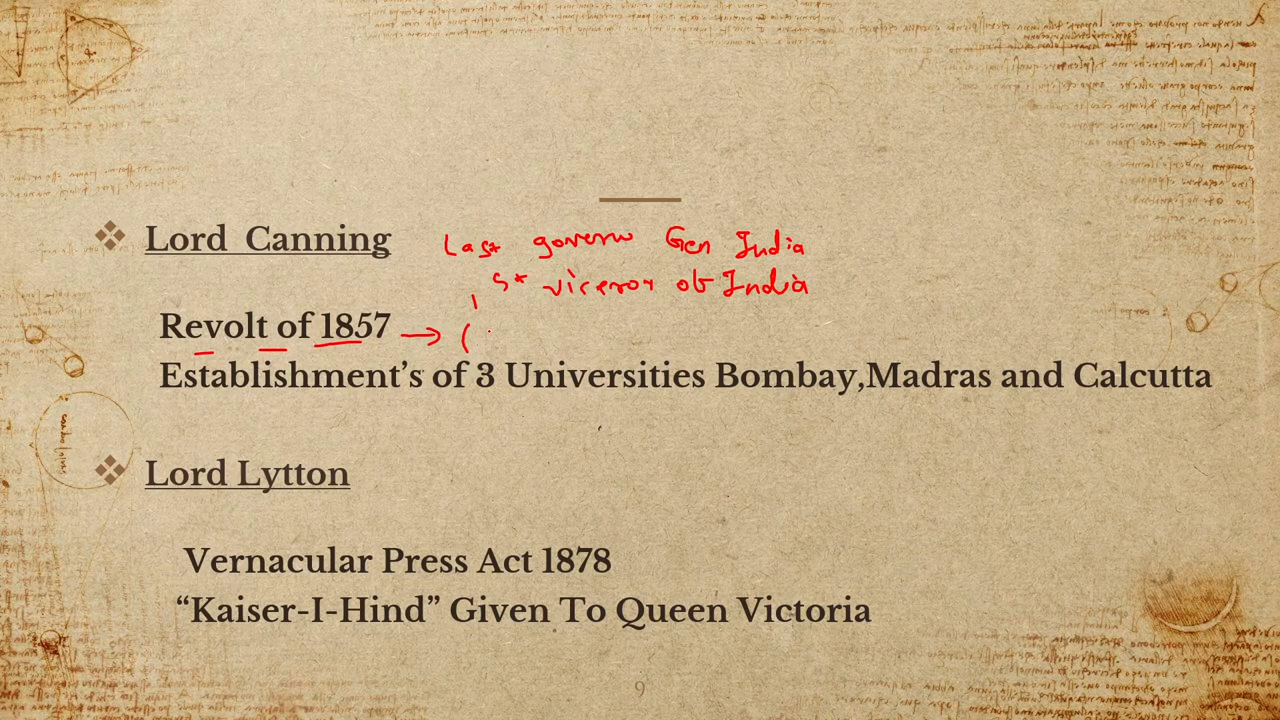 Lord Canning Last govern Gen India
1st viceroy of India
Revolt of 1857 → (
Establishment's of 3 Universities Bombay,Madras and Calcutta
Lord Lytton
Vernacular Press Act 1878
“Kaiser-I-Hind” Given To Queen Victoria
9